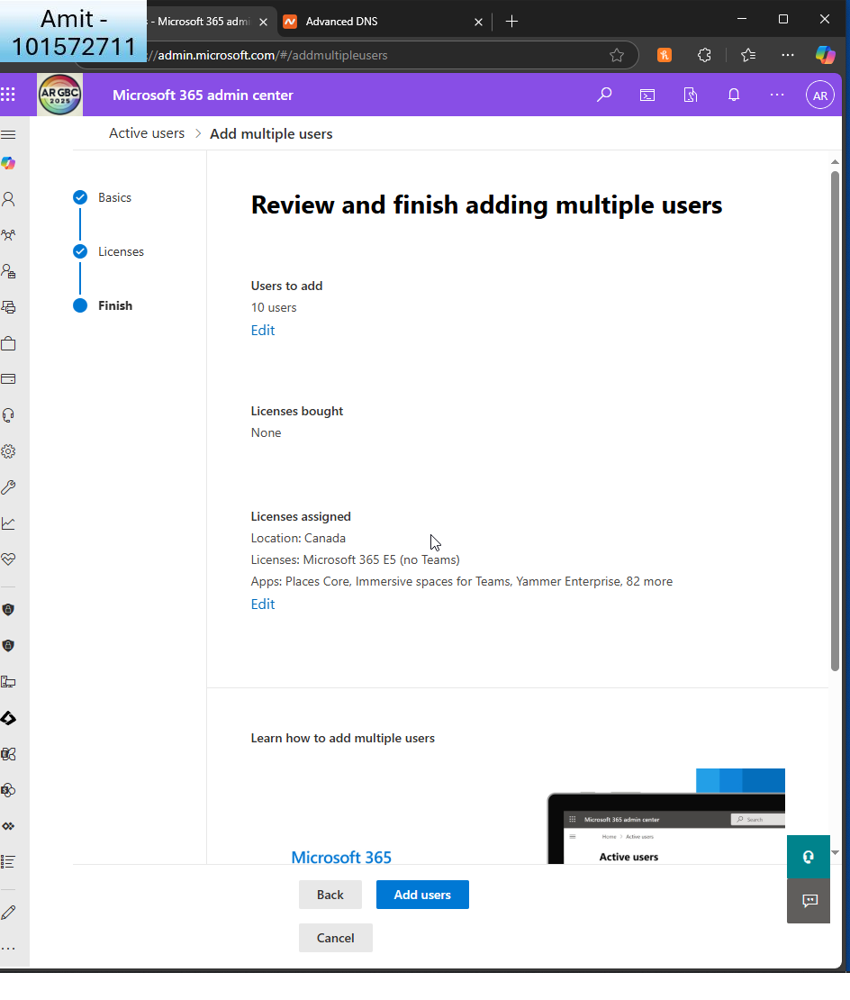 Amit -
101572711
s - Microsoft 365 admi
Advanced DNS
://admin.microsoft.com/#/addmultipleusers
AR GBC
2025
Microsoft 365 admin center
AR
Active users > Add multiple users
Basics
Licenses
Finish
Review and finish adding multiple users
Users to add
10 users
Edit
Licenses bought
None
Licenses assigned
Location: Canada
Licenses: Microsoft 365 E5 (no Teams)
Apps: Places Core, Immersive spaces for Teams, Yammer Enterprise, 82 more
Edit
Learn how to add multiple users
Microsoft 365 admin center
Search
Home > Active users
Active users
Microsoft 365
Back
Add users
Cancel